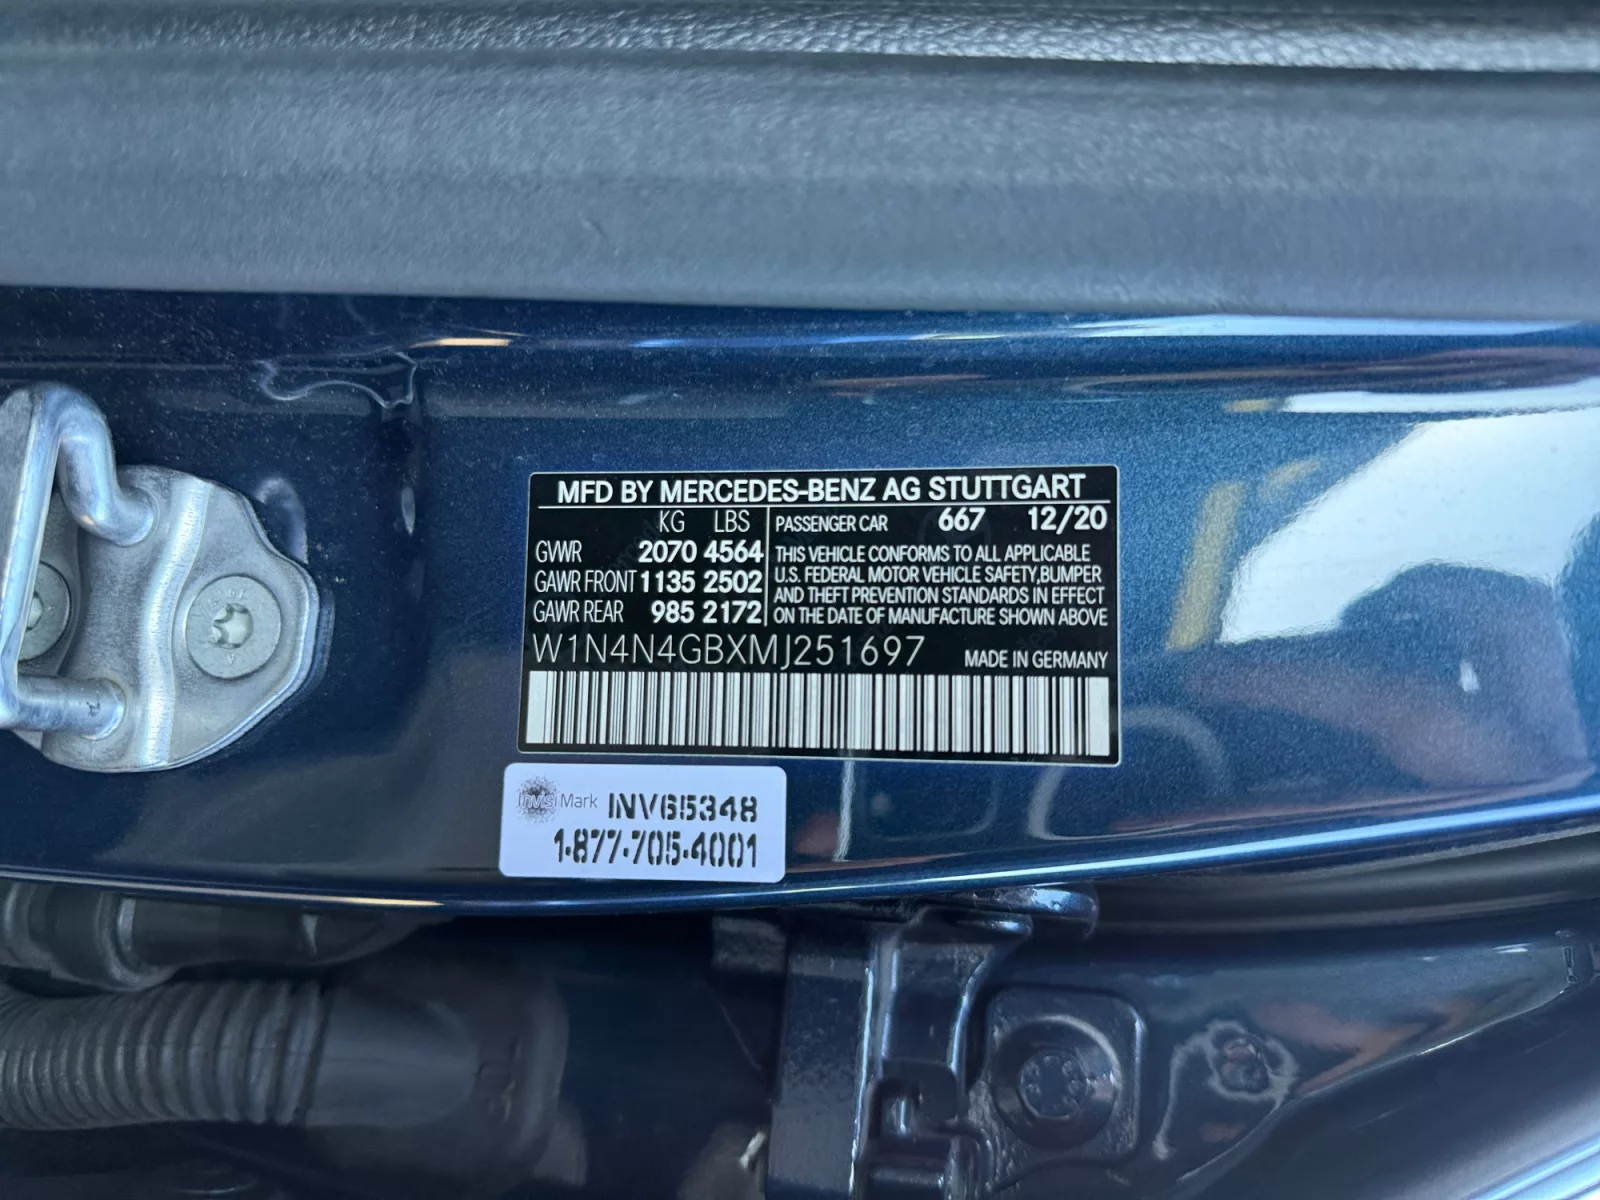 MFD BY MERCEDES-BENZ AG STUTTGART
KG LBS
GVWR 2070 4564
GAWR FRONT 1135 2502
GAWR REAR 985 2172
PASSENGER CAR 667 12/20
THIS VEHICLE CONFORMS TO ALL APPLICABLE
U.S. FEDERAL MOTOR VEHICLE SAFETY,BUMPER
AND THEFT PREVENTION STANDARDS IN EFFECT
ON THE DATE OF MANUFACTURE SHOWN ABOVE
W1N4N4GBXMJ251697 MADE IN GERMANY
InvisiMark INV65348
1-877-705-4001